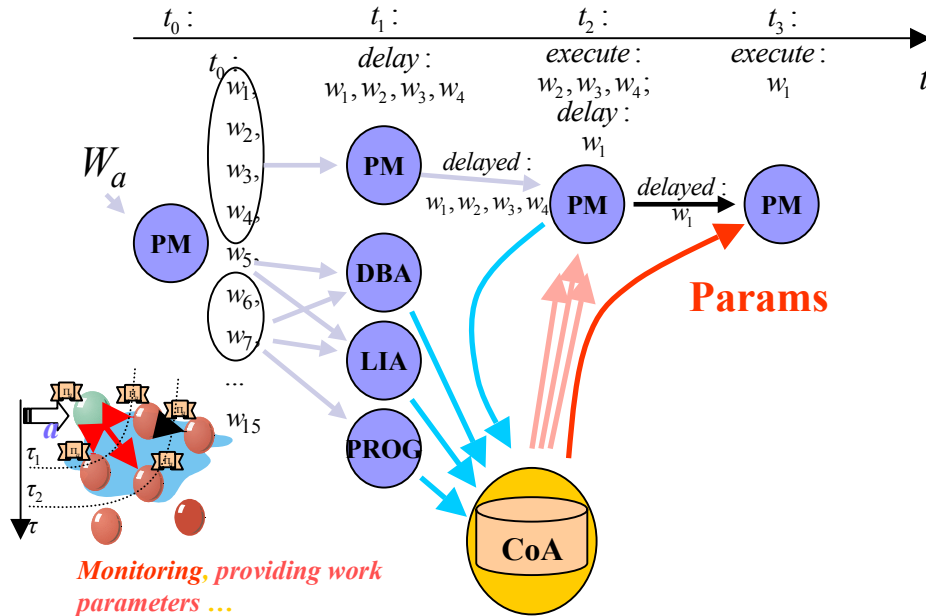 t₀ :
t₁ :
t₂ :
t₃ :
t
t₀ :
delay :
w₁, w₂, w₃, w₄
execute :
w₂, w₃, w₄;
delay :
w₁
execute :
w₁
Wₐ
PM
w₁,
w₂,
w₃,
w₄,
w₅,
w₆,
w₇,
...
w₁₅
PM
delayed :
w₁, w₂, w₃, w₄
PM
delayed :
w₁
PM
DBA
LIA
PROG
Params
CoA
a
τ₁
τ₂
τ
Monitoring, providing work
parameters ...